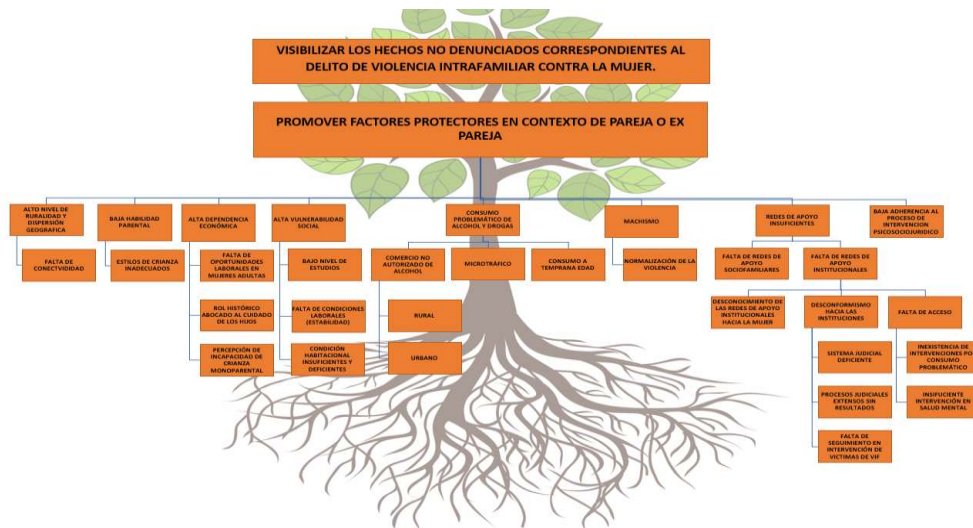 VISIBILIZAR LOS HECHOS NO DENUNCIADOS CORRESPONDIENTES AL
DELITO DE VIOLENCIA INTRAFAMILIAR CONTRA LA MUJER.
PROMOVER FACTORES PROTECTORES EN CONTEXTO DE PAREJA O EX
PAREJA
ALTO NIVEL DE
RURALIDAD Y
DISPERSIÓN
GEOGRAFICA
FALTA DE
CONECTVIDIDAD
BAJA HABILIDAD
PARENTAL
ESTILOS DE CRIANZA
INADECUADOS
ALTA DEPENDENCIA
ECONÓMICA
FALTA DE
OPORTUNIDADES
LABORALES EN
MUJERES ADULTAS
ROL HISTÓRICO
ABOCADO AL CUIDADO
DE LOS HIJOS
PERCEPCIÓN DE
INCAPACIDAD DE
CRIANZA
MONOPARENTAL
ALTA VULNERABILIDAD
SOCIAL
BAJO NIVEL DE
ESTUDIOS
FALTA DE CONDICIONES
LABORALES
(ESTABILIDAD)
CONDICIÓN
HABITACIONAL
INSUFICIENTES Y
DEFICIENTES
CONSUMO
PROBLEMÁTICO DE
ALCOHOL Y DROGAS
COMERCIO NO
AUTORIZADO DE
ALCOHOL
RURAL
URBANO
MICROTRÁFICO
CONSUMO A
TEMPRANA EDAD
MACHISMO
NORMALIZACIÓN DE LA
VIOLENCIA
REDES DE APOYO
INSUFICIENTES
FALTA DE REDES DE
APOYO
SOCIOFAMILIARES
FALTA DE REDES DE
APOYO
INSTITUCIONALES
DESCONOCIMIENTO DE
LAS REDES DE APOYO
INSTITUCIONALES
HACIA LA MUJER
DESCONFORMISMO
HACIA LAS
INSTITUCIONES
SISTEMA JUDICIAL
DEFICIENTE
PROCESOS JUDICIALES
EXTENSOS SIN
RESULTADOS
FALTA DE
SEGUIMIENTO EN
INTERVENCIÓN DE
VICTIMAS DE VIF
FALTA DE ACCESO
INEXISTENCIA DE
INTERVENCIONES PO
CONSUMO
PROBLEMÁTICO
INSIFUCIENTE
INTERVENCIÓN EN
SALUD MENTAL
BAJA ADHERENCIA AL
PROCESO DE
INTERVENCION
PSICOSOCIOJURIDICO